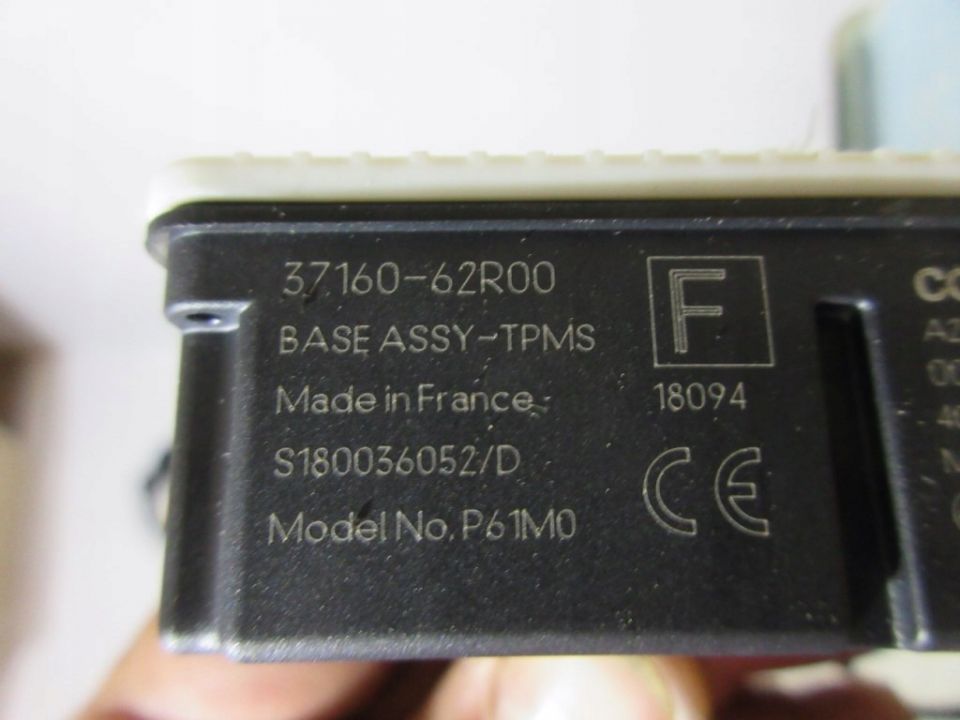 37160-62R00
BASE ASSY-TPMS
Made in France
S180036052/D
Model No. P61M0
F
18094
CE